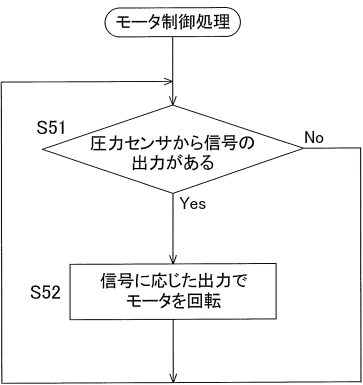 モータ制御処理
S51
圧力センサから信号の
出力がある
No
Yes
S52
信号に応じた出力で
モータを回転